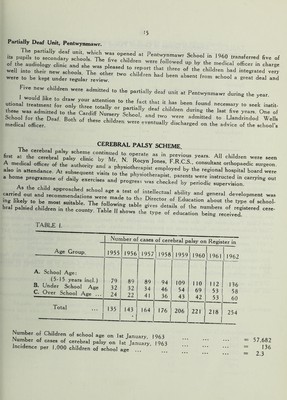 15
Partially Deaf Unit, Pentwynmawr.
The partially deaf unit, which was opened at Pentwynmawr School in 1960 transferred five of
its pupils to secondary schools. The five children were followed up by the medical officer in charge
of the audiology clinic and she was pleased to report that three of the children had integrated very
well into their new schools. The other two children had been absent from school a great deal and
were to be kept under regular review.
Five new children were admitted to the partially deaf unit at Pentwynmawr during the year.
I would like to draw your attention to the fact that it has been found necessary to seek instit-
utional treatment for only three totally or partially deaf children during the last five years. One of
these was admitted to the Cardiff Nursery School, and two were admitted to Llandrindod Wells
School for the Deaf. Both of these children were eventually discharged on the advice of the school's
medical officer.
CEREBRAL PALSY SCHEME.
The cerebral palsy scheme continued to operate as in previous years. All children were seen
first at the cerebral palsy clinic by Mr. N. Rocyn Jones, F.R.C.S., consultant orthopaedic surgeon.
A medical officer of the authority and a physiotherapist employed by the regional hospital board were
also in attendance. At subsequent visits to the physiotherapist, parents were instructed in carrying out
a home programme of daily exercises and progress was checked by periodic supervision.
As the child approached school age a test of intellectual ability and general development was
carried out and recommendations were made to the Director of Education about the type of school-
ing likely to be most suitable. The following table gives details of the numbers of registered cere-
bral palsied children in the county. Table II shows the type of education being received.
TABLE I.
Number of cases of cerebral palsy on Register in
Age Group. 1955 1956 1957 1958 1959 1960 1961 1962
A. School Age:
(5-15 years incl.) 79 89 89 94 109 110 112 136
B. Under School Age 32 32 34 46 54 69 53 58
C. Over School Age ... 24 22 41 36 43 42 53 60
Total ... 135 143 164 176 206 221 218 254
Number of Children of school age on 1st January, 1963 ... ... ... = 57,682
Number of cases of cerebral palsy on 1st January, 1963 ... ... ... = 136
Incidence per 1,000 children of school age ... ... ... ... ... = 2.3